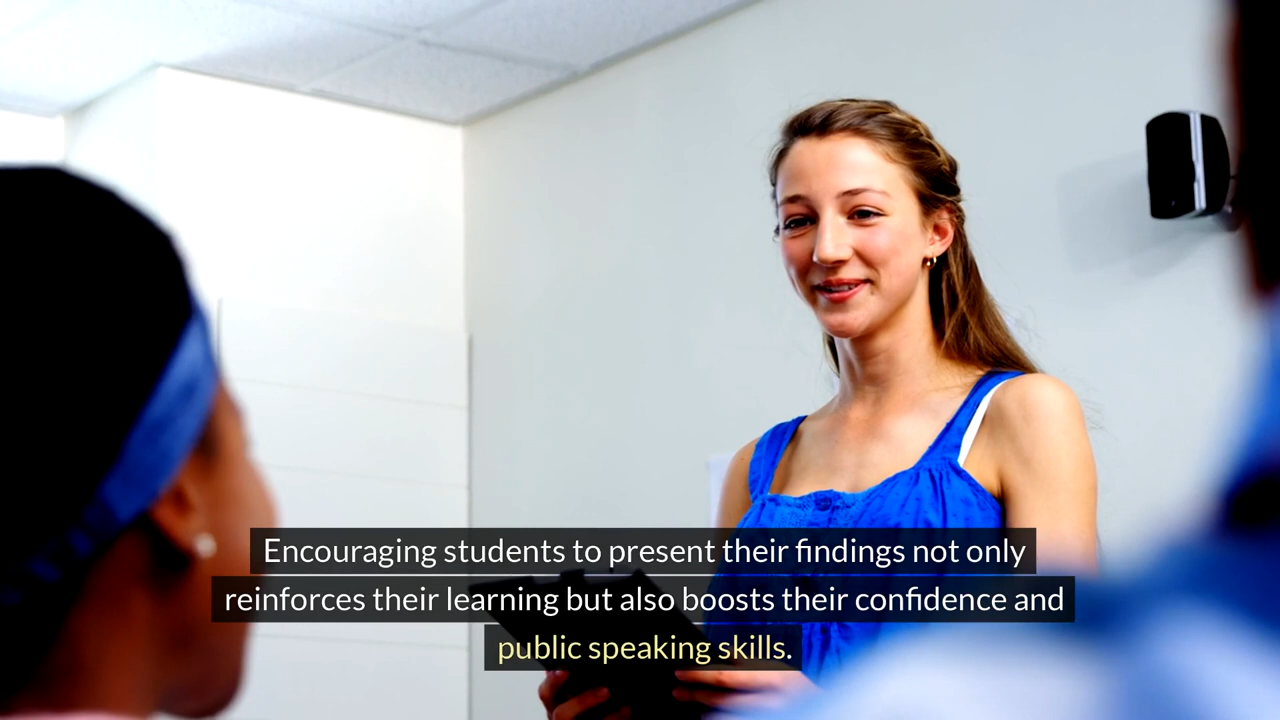 Encouraging students to present their findings not only
reinforces their learning but also boosts their confidence and
public speaking skills.